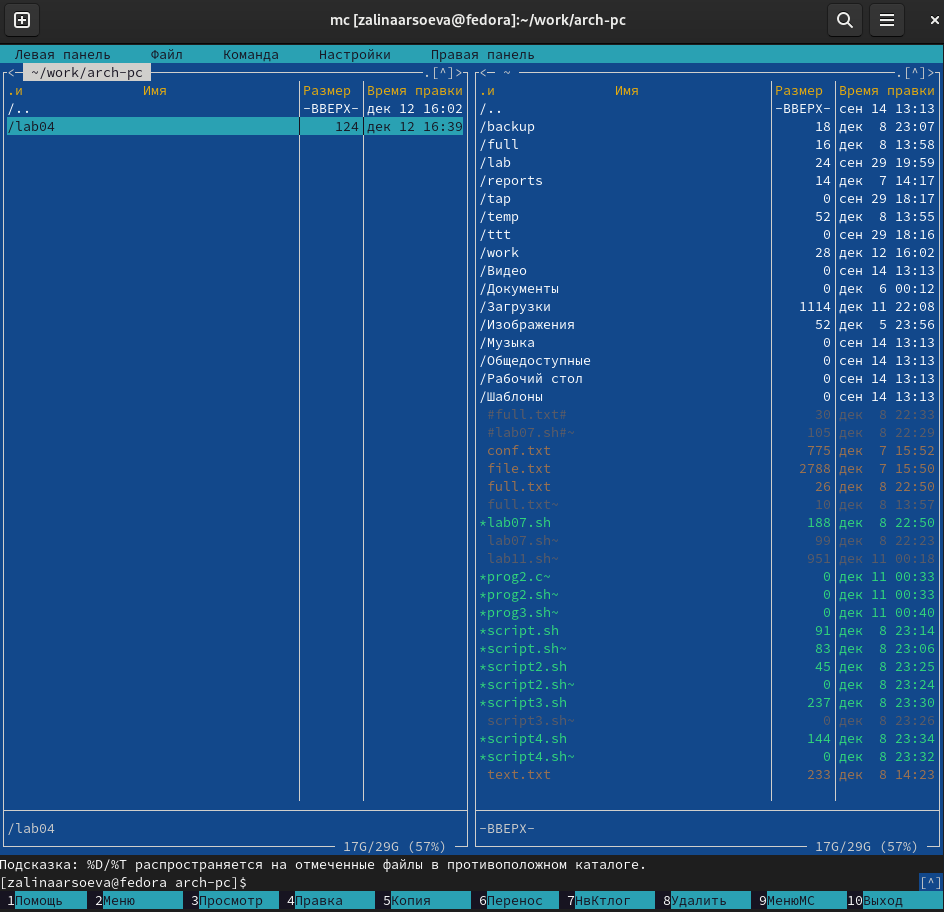 mc [zalinaarsoeva@fedora]:~/work/arch-pc
Левая панель Файл Команда Настройки Правая панель
<─ ~/work/arch-pc .[^]>
.и Имя Размер Время правки
/.. -ВВЕРХ- дек 12 16:02
/lab04 124 дек 12 16:39
/lab04
17G/29G (57%)
<─ ~ .[^]>
.и Имя Размер Время правки
/.. -ВВЕРХ- сен 14 13:13
/backup 18 дек 8 23:07
/full 16 дек 8 13:58
/lab 24 сен 29 19:59
/reports 14 дек 7 14:17
/tap 0 сен 29 18:17
/temp 52 дек 8 13:55
/ttt 0 сен 29 18:16
/work 28 дек 12 16:02
/Видео 0 сен 14 13:13
/Документы 0 дек 6 00:12
/Загрузки 1114 дек 11 22:08
/Изображения 52 дек 5 23:56
/Музыка 0 сен 14 13:13
/Общедоступные 0 сен 14 13:13
/Рабочий стол 0 сен 14 13:13
/Шаблоны 0 сен 14 13:13
#full.txt# 30 дек 8 22:33
#lab07.sh#~ 105 дек 8 22:29
conf.txt 775 дек 7 15:52
file.txt 2788 дек 7 15:50
full.txt 26 дек 8 22:50
full.txt~ 10 дек 8 13:57
*lab07.sh 188 дек 8 22:50
lab07.sh~ 99 дек 8 22:23
lab11.sh~ 951 дек 11 00:18
*prog2.c~ 0 дек 11 00:33
*prog2.sh~ 0 дек 11 00:33
*prog3.sh~ 0 дек 11 00:40
*script.sh 91 дек 8 23:14
*script.sh~ 83 дек 8 23:06
*script2.sh 45 дек 8 23:25
*script2.sh~ 0 дек 8 23:24
*script3.sh 237 дек 8 23:30
script3.sh~ 0 дек 8 23:26
*script4.sh 144 дек 8 23:34
*script4.sh~ 0 дек 8 23:32
text.txt 233 дек 8 14:23
-ВВЕРХ-
17G/29G (57%)
Подсказка: %D/%T распространяется на отмеченные файлы в противоположном каталоге.
[zalinaarsoeva@fedora arch-pc]$ [^]
1Помощь 2Меню 3Просмотр 4Правка 5Копия 6Перенос 7НвКтлог 8Удалить 9МенюМС 10Выход